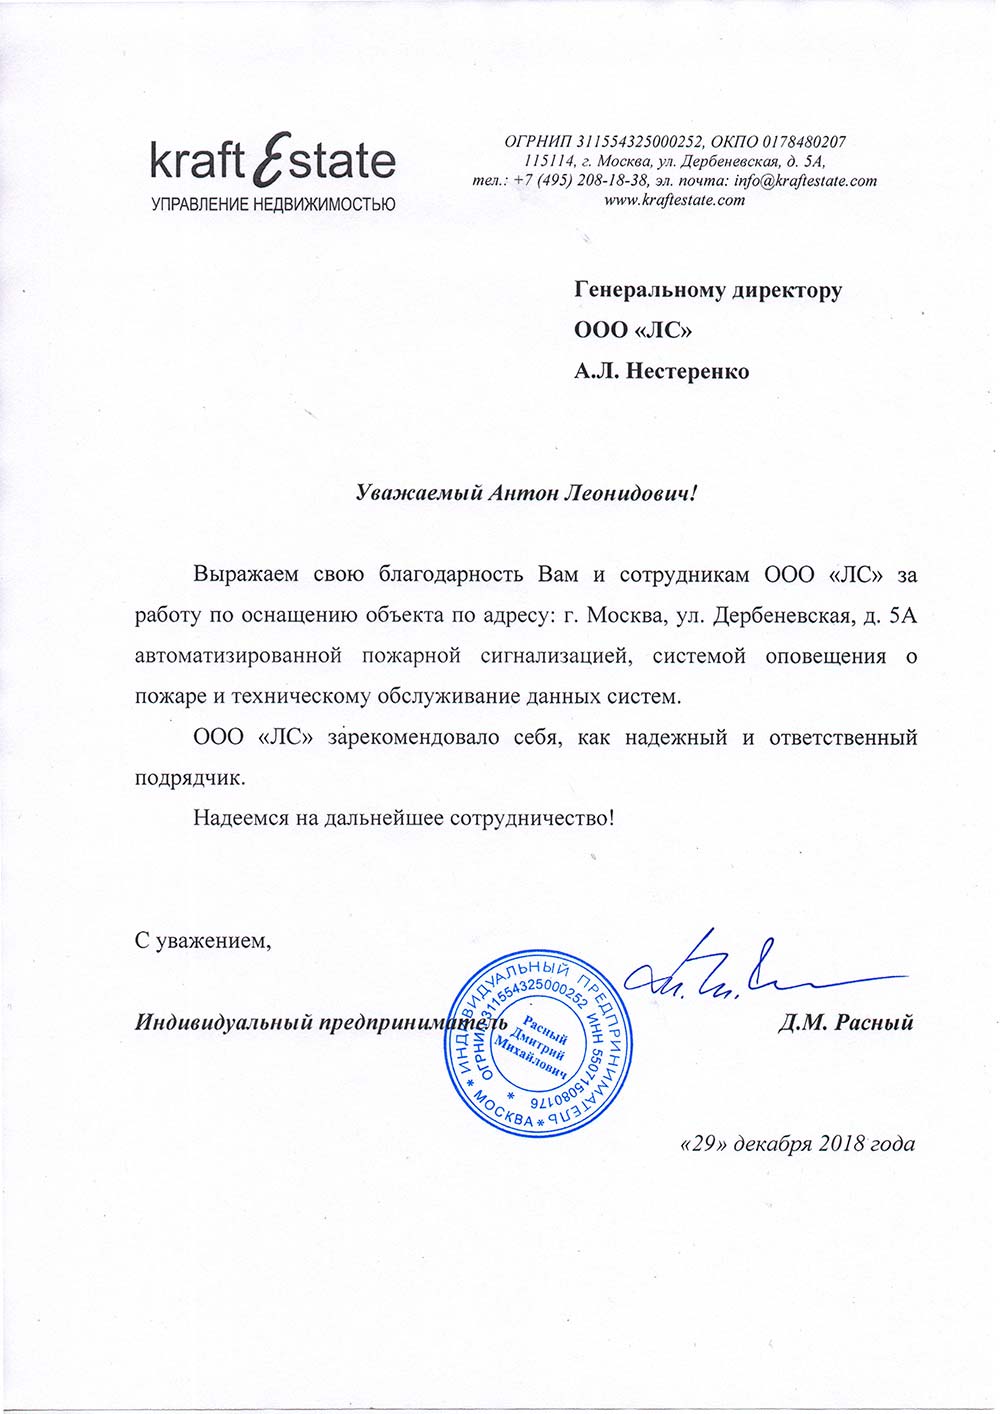 kraft Estate
УПРАВЛЕНИЕ НЕДВИЖИМОСТЬЮ
ОГРНИП 311554325000252, ОКПО 0178480207
115114, г. Москва, ул. Дербеневская, д. 5А,
тел.: +7 (495) 208-18-38, эл. почта: info@kraftestate.com
www.kraftestate.com
Генеральному директору
ООО «ЛС»
А.Л. Нестеренко
Уважаемый Антон Леонидович!
Выражаем свою благодарность Вам и сотрудникам ООО «ЛС» за
работу по оснащению объекта по адресу: г. Москва, ул. Дербеневская, д. 5А
автоматизированной пожарной сигнализацией, системой оповещения о
пожаре и техническому обслуживание данных систем.
ООО «ЛС» зарекомендовало себя, как надежный и ответственный
подрядчик.
Надеемся на дальнейшее сотрудничество!
С уважением,
Индивидуальный предприниматель Д.М. Расный
ИНДИВИДУАЛЬНЫЙ ПРЕДПРИНИМАТЕЛЬ * МОСКВА *
ОГРНИП 311554325000252 ИНН 550715080176 *
Расный
Дмитрий
Михайлович
«29» декабря 2018 года